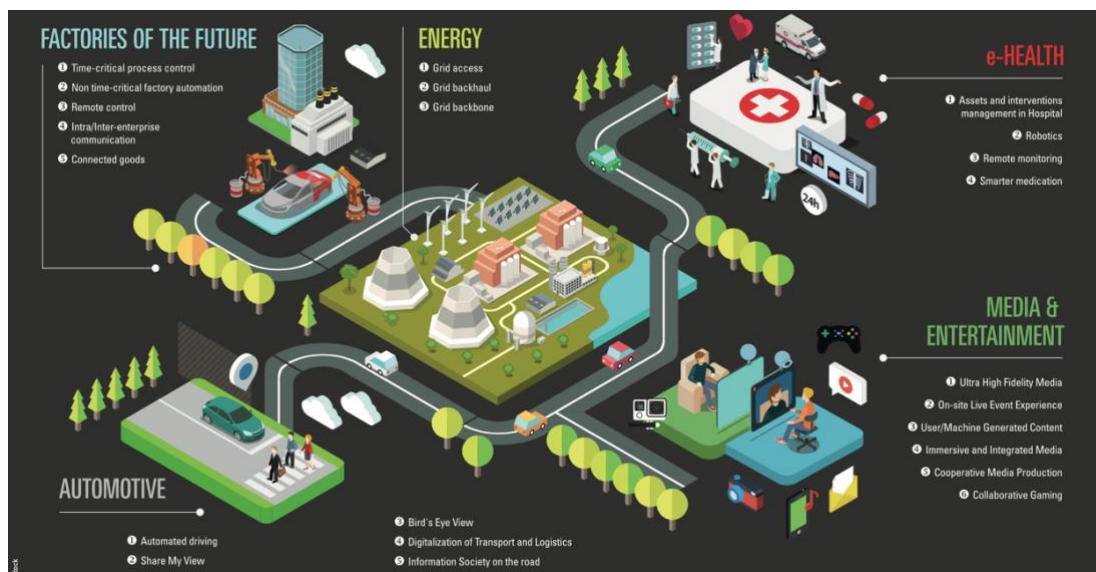 FACTORIES OF THE FUTURE
1 Time-critical process control
2 Non time-critical factory automation
3 Remote control
4 Intra/Inter-enterprise
communication
5 Connected goods
ENERGY
1 Grid access
2 Grid backhaul
3 Grid backbone
e-HEALTH
1 Assets and interventions
management in Hospital
2 Robotics
3 Remote monitoring
4 Smarter medication
24h
MEDIA &
ENTERTAINMENT
1 Ultra High Fidelity Media
2 On-site Live Event Experience
3 User/Machine Generated Content
4 Immersive and Integrated Media
5 Cooperative Media Production
6 Collaborative Gaming
AUTOMOTIVE
1 Automated driving
2 Share My View
3 Bird's Eye View
4 Digitalization of Transport and Logistics
5 Information Society on the road
tock